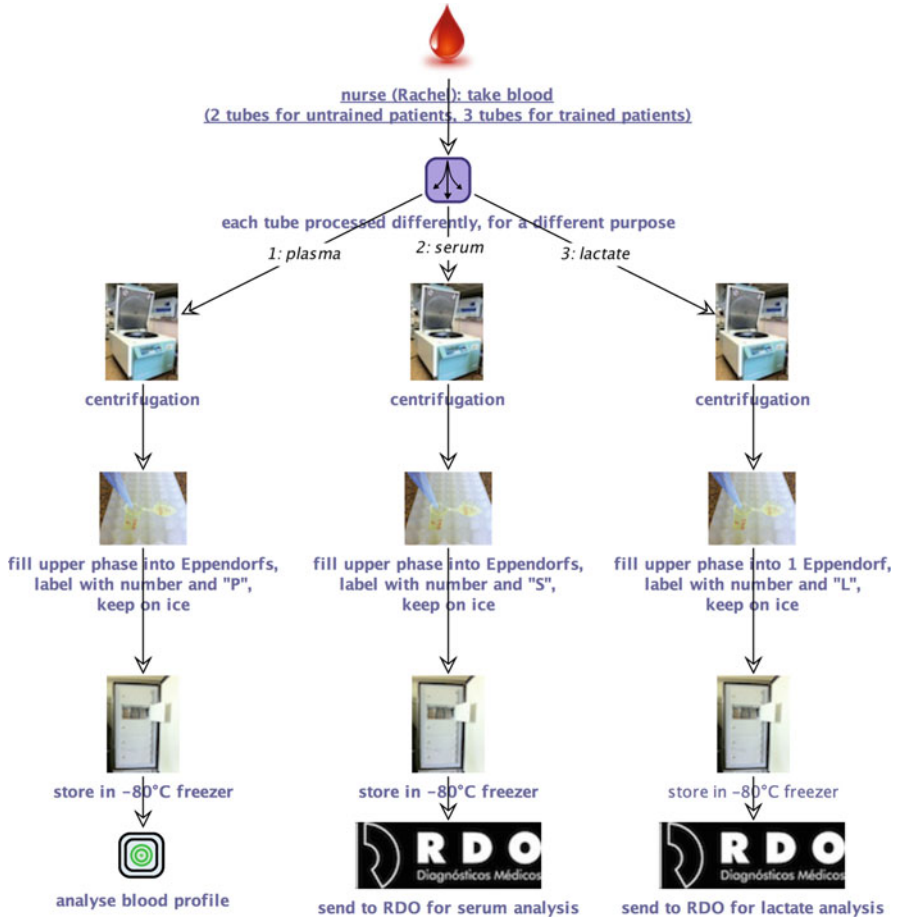 nurse (Rachel): take blood
(2 tubes for untrained patients, 3 tubes for trained patients)
each tube processed differently, for a different purpose
1: plasma
2: serum
3: lactate
centrifugation
centrifugation
centrifugation
fill upper phase into Eppendorfs,
label with number and "P",
keep on ice
fill upper phase into Eppendorfs,
label with number and "S",
keep on ice
fill upper phase into 1 Eppendorf,
label with number and "L",
keep on ice
store in -80°C freezer
store in -80°C freezer
store in -80°C freezer
analyse blood profile
RDO
Diagnósticos Médicos
send to RDO for serum analysis
RDO
Diagnósticos Médicos
send to RDO for lactate analysis